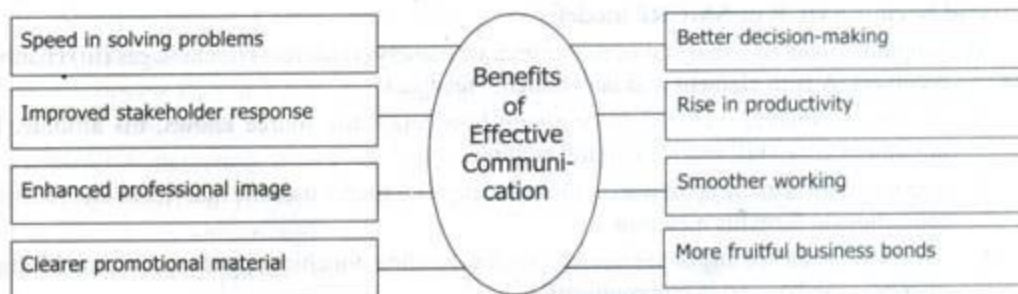 Speed in solving problems
Improved stakeholder response
Enhanced professional image
Clearer promotional material
Benefits
of
Effective
Communi-
cation
Better decision-making
Rise in productivity
Smoother working
More fruitful business bonds